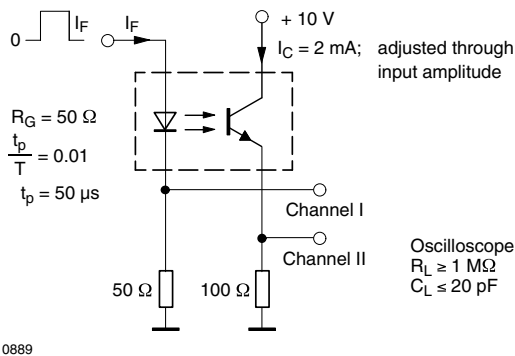 0
I_F
I_F
+ 10 V
I_C = 2 mA; adjusted through
input amplitude
R_G = 50 Ω
t_p
T
= 0.01
t_p = 50 µs
Channel I
Channel II
50 Ω
100 Ω
Oscilloscope
R_L ≥ 1 MΩ
C_L ≤ 20 pF
0889